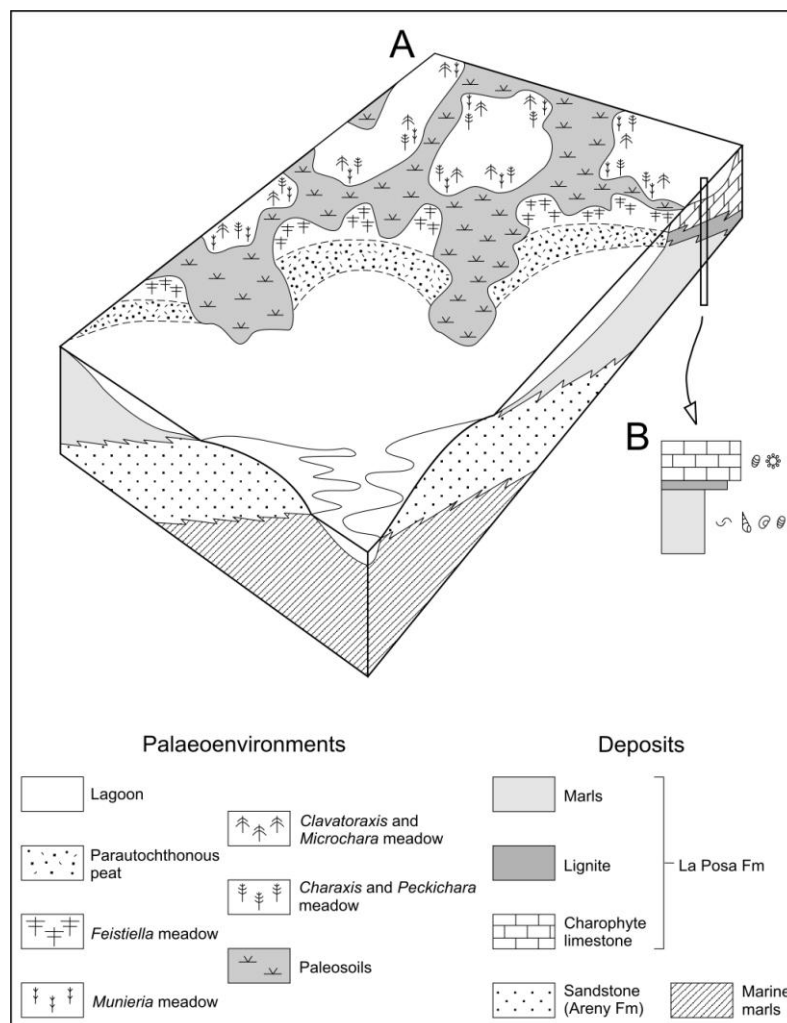 A
B
Palaeoenvironments
Deposits
Lagoon
Parautochthonous
peat
Feistiella meadow
Munieria meadow
Clavatoraxis and
Microchara meadow
Charaxis and Peckichara
meadow
Paleosoils
Marls
Lignite
Charophyte
limestone
La Posa Fm
Sandstone
(Areny Fm)
Marine
marls